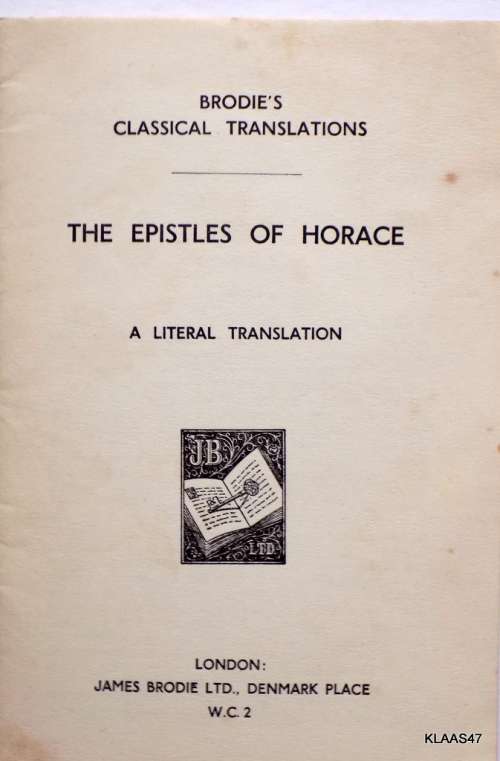 BRODIE'S
CLASSICAL TRANSLATIONS
THE EPISTLES OF HORACE
A LITERAL TRANSLATION
JB
LTD
LONDON:
JAMES BRODIE LTD., DENMARK PLACE
W.C. 2
KLAAS47